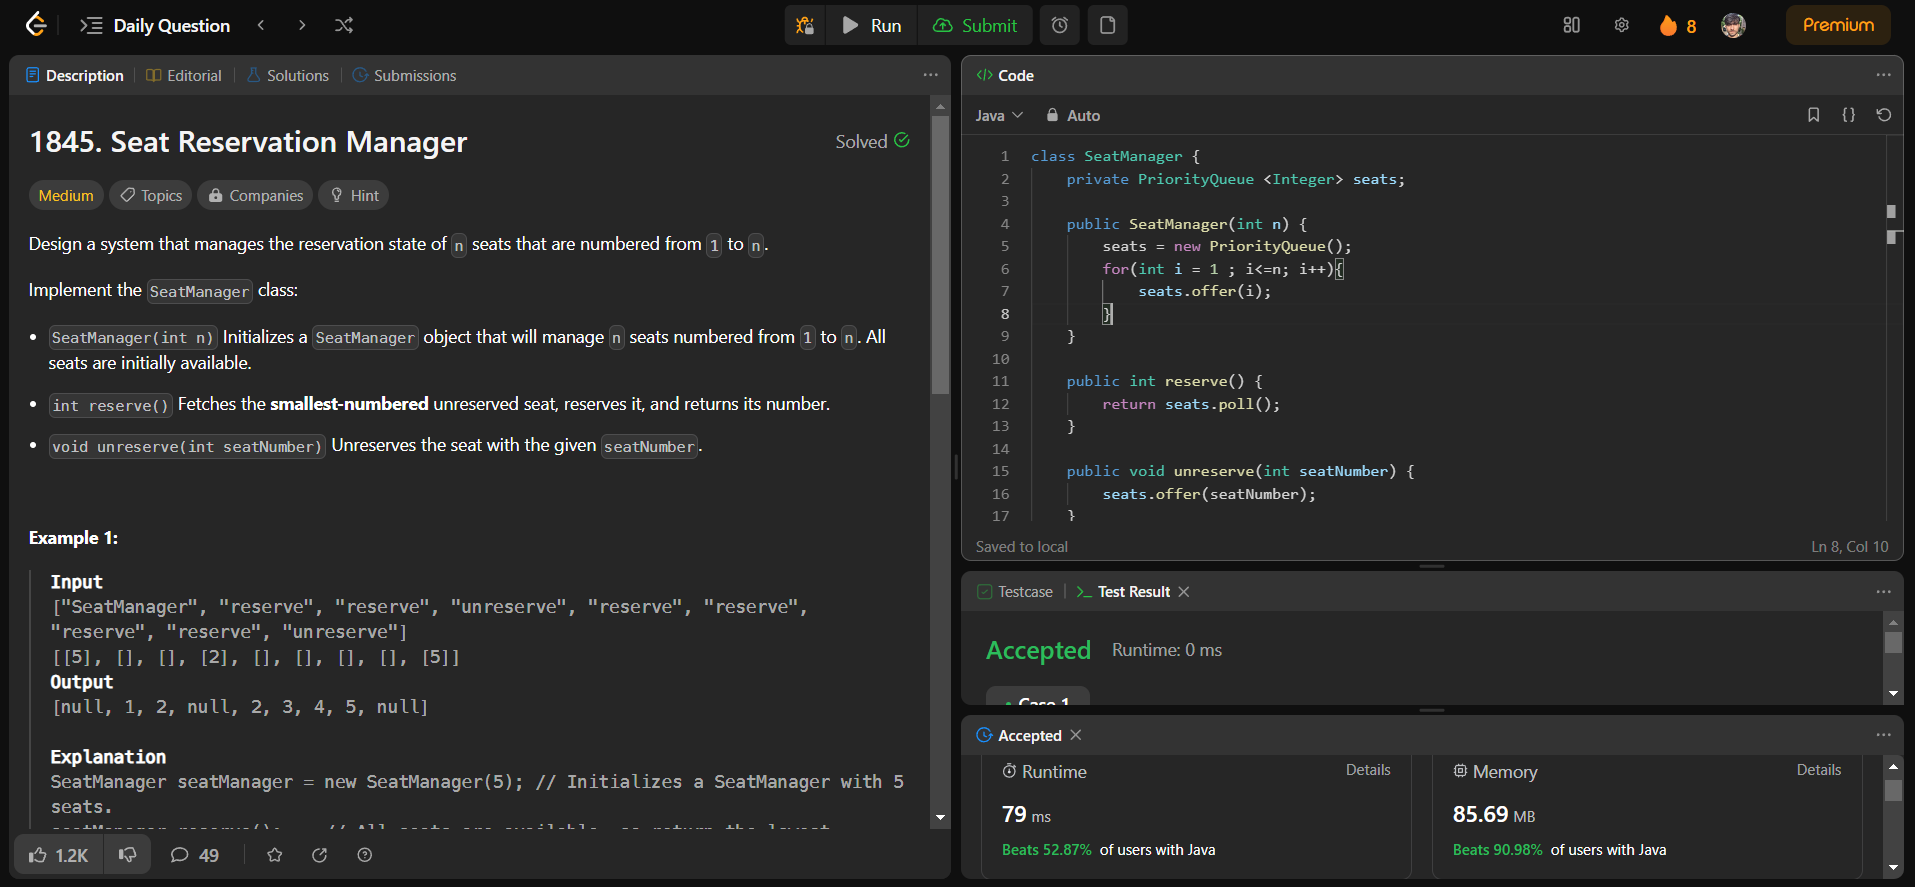 Daily Question
Run
Submit
8
Premium
Description
Editorial
Solutions
Submissions
1845. Seat Reservation Manager
Solved
Medium
Topics
Companies
Hint
Design a system that manages the reservation state of n seats that are numbered from 1 to n.
Implement the SeatManager class:
• SeatManager(int n) Initializes a SeatManager object that will manage n seats numbered from 1 to n. All
seats are initially available.
• int reserve() Fetches the smallest-numbered unreserved seat, reserves it, and returns its number.
• void unreserve(int seatNumber) Unreserves the seat with the given seatNumber.
Example 1:
Input
["SeatManager", "reserve", "reserve", "unreserve", "reserve", "reserve",
"reserve", "reserve", "unreserve"]
[[5], [], [], [2], [], [], [], [], [5]]
Output
[null, 1, 2, null, 2, 3, 4, 5, null]
Explanation
SeatManager seatManager = new SeatManager(5); // Initializes a SeatManager with 5
seats.
1.2K
49
</> Code
Java
Auto
1 class SeatManager {
2 private PriorityQueue <Integer> seats;
3
4 public SeatManager(int n) {
5 seats = new PriorityQueue();
6 for(int i = 1 ; i<=n; i++){
7 seats.offer(i);
8 }
9 }
10
11 public int reserve() {
12 return seats.poll();
13 }
14
15 public void unreserve(int seatNumber) {
16 seats.offer(seatNumber);
17 }
Saved to local
Ln 8, Col 10
Testcase
Test Result
Accepted
Runtime: 0 ms
Case 1
Accepted
Runtime
Details
79 ms
Beats 52.87% of users with Java
Memory
Details
85.69 MB
Beats 90.98% of users with Java